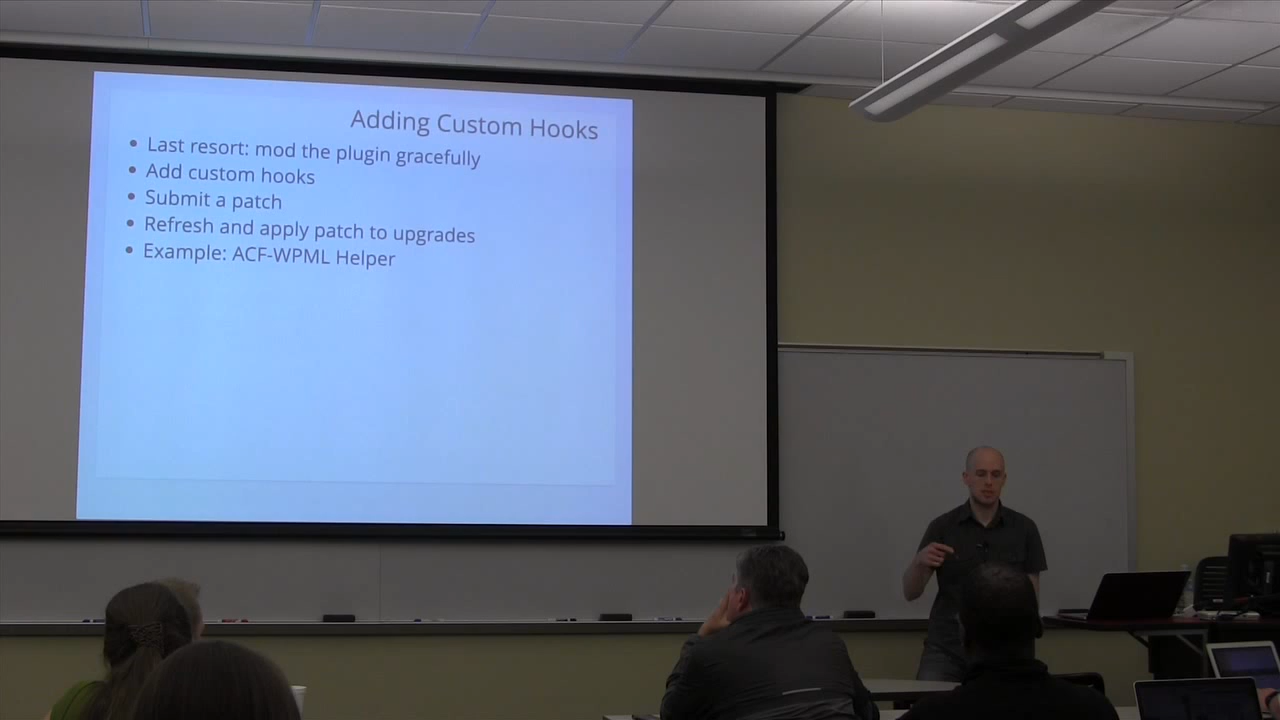 Adding Custom Hooks
• Last resort: mod the plugin gracefully
• Add custom hooks
• Submit a patch
• Refresh and apply patch to upgrades
• Example: ACF-WPML Helper